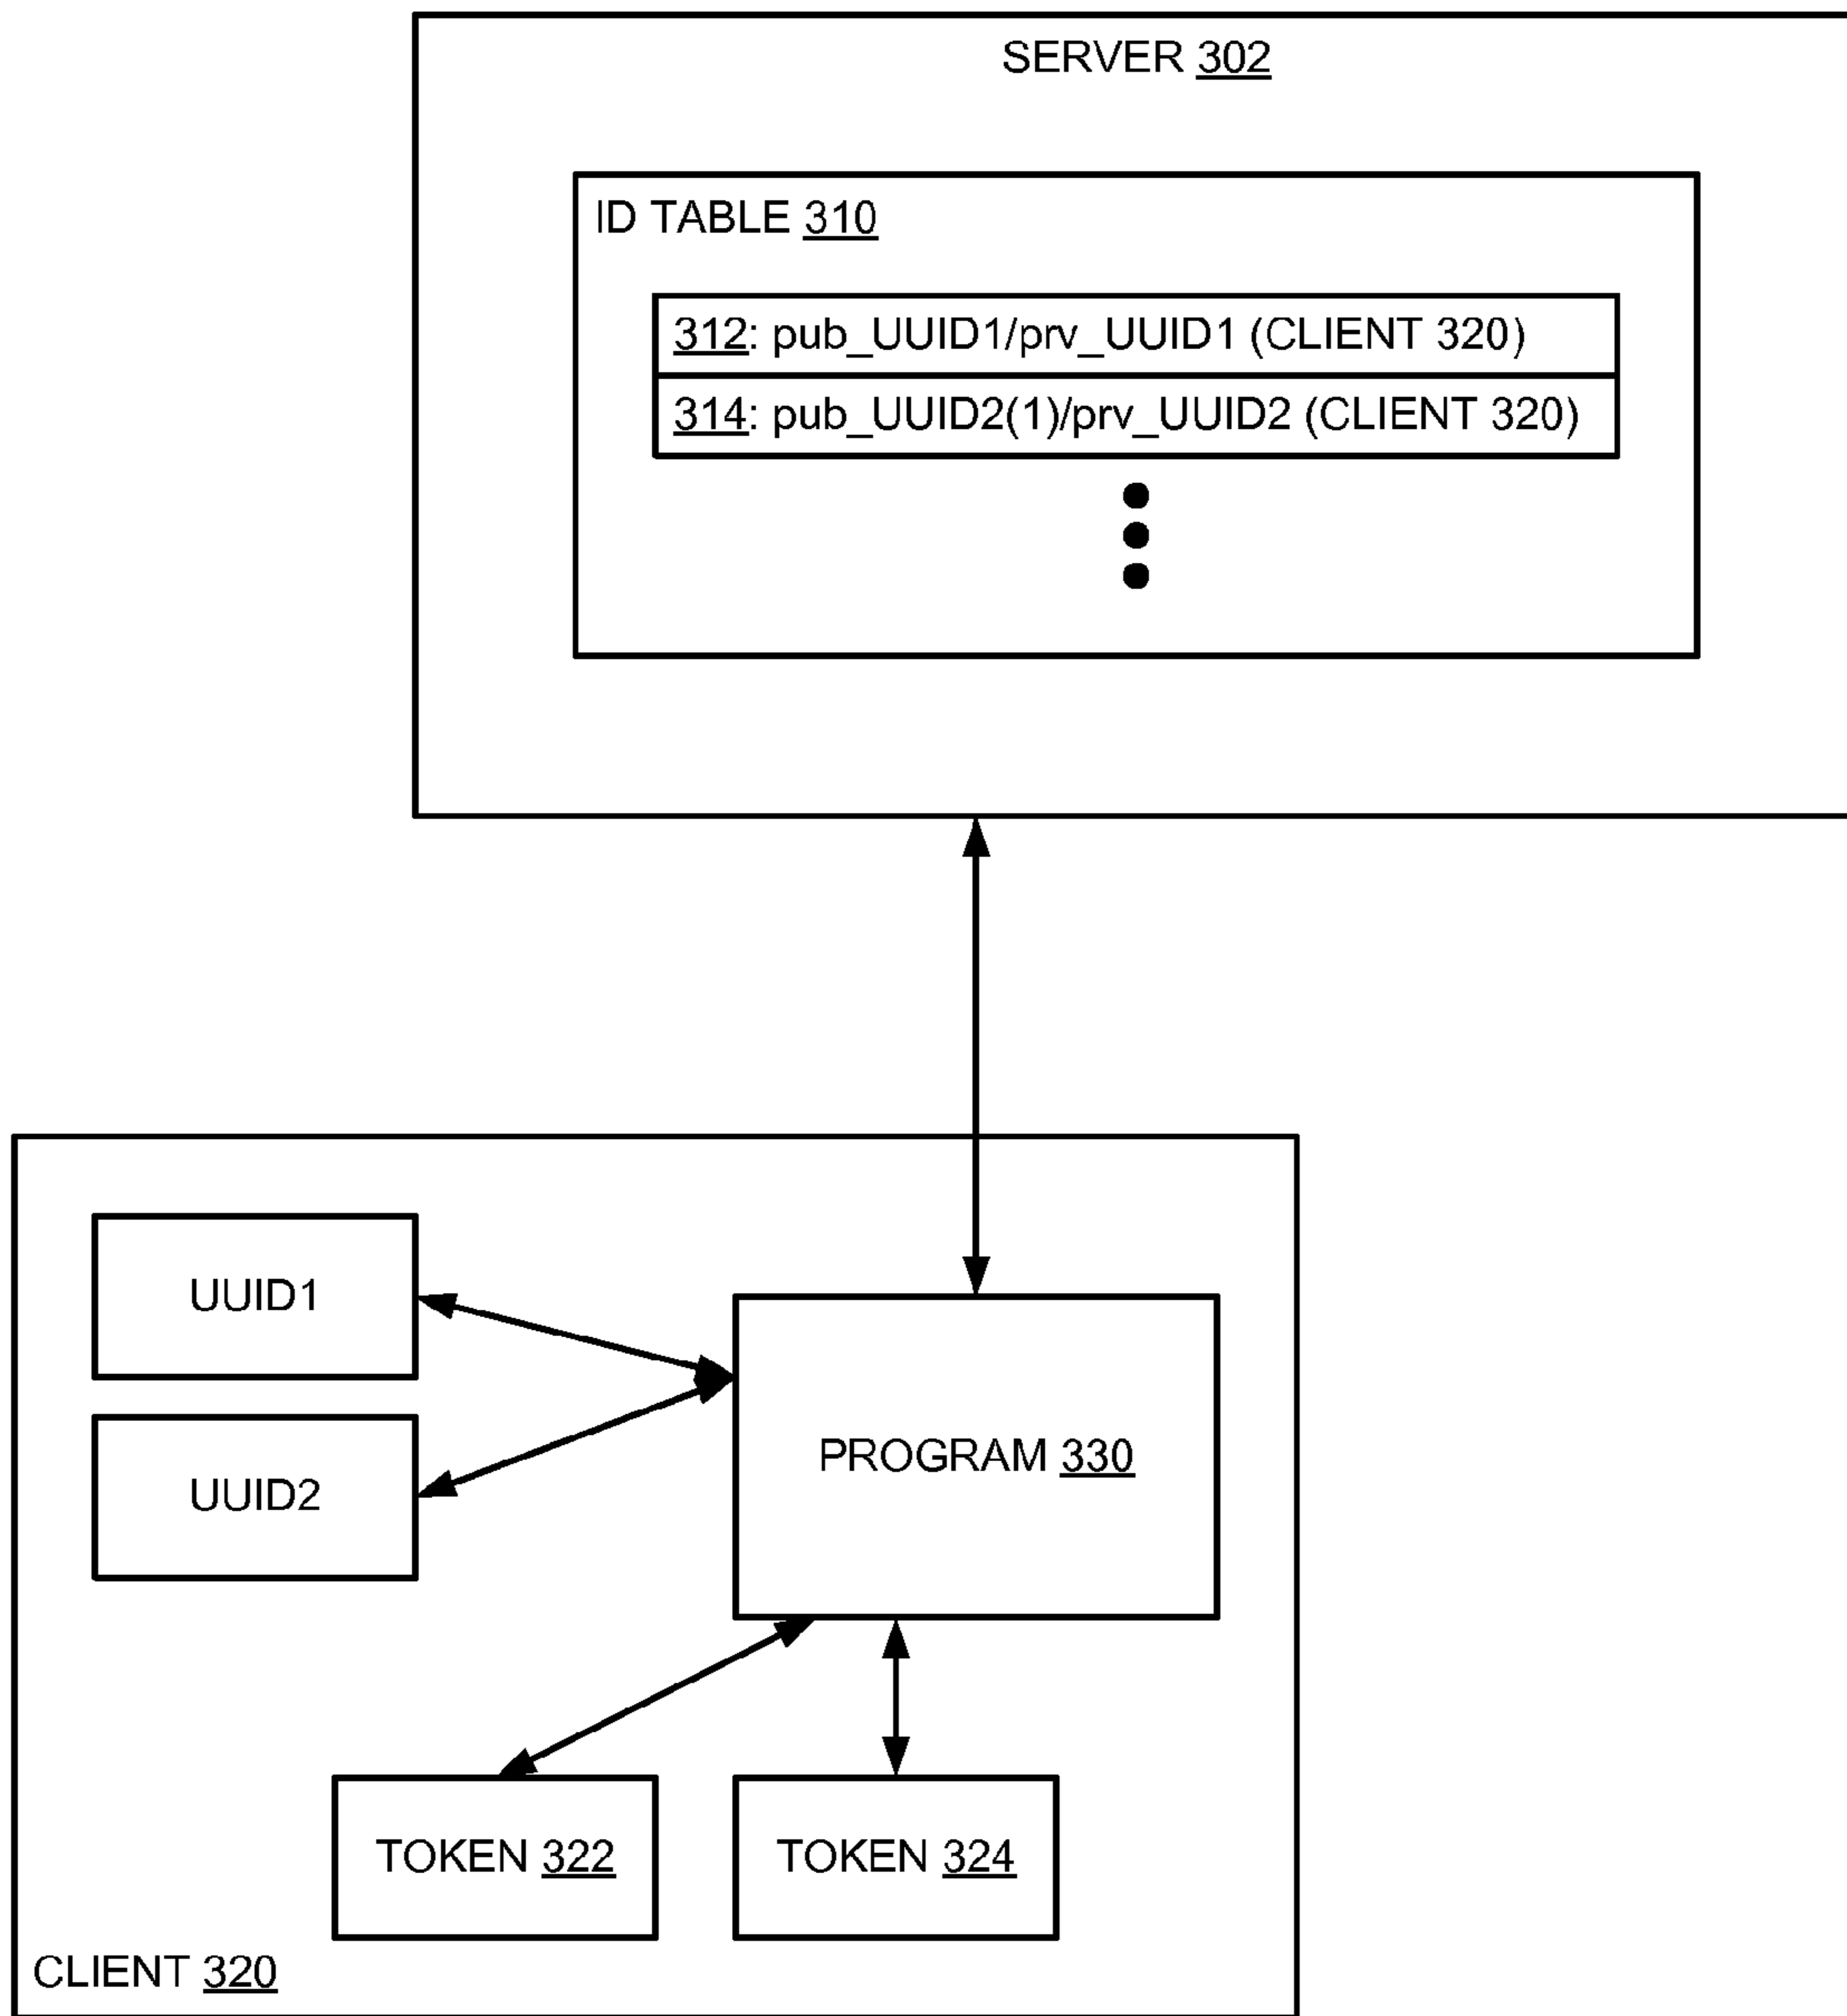 SERVER 302
ID TABLE 310
312: pub_UUID1/prv_UUID1 (CLIENT 320)
314: pub_UUID2(1)/prv_UUID2 (CLIENT 320)
UUID1
UUID2
PROGRAM 330
TOKEN 322
TOKEN 324
CLIENT 320